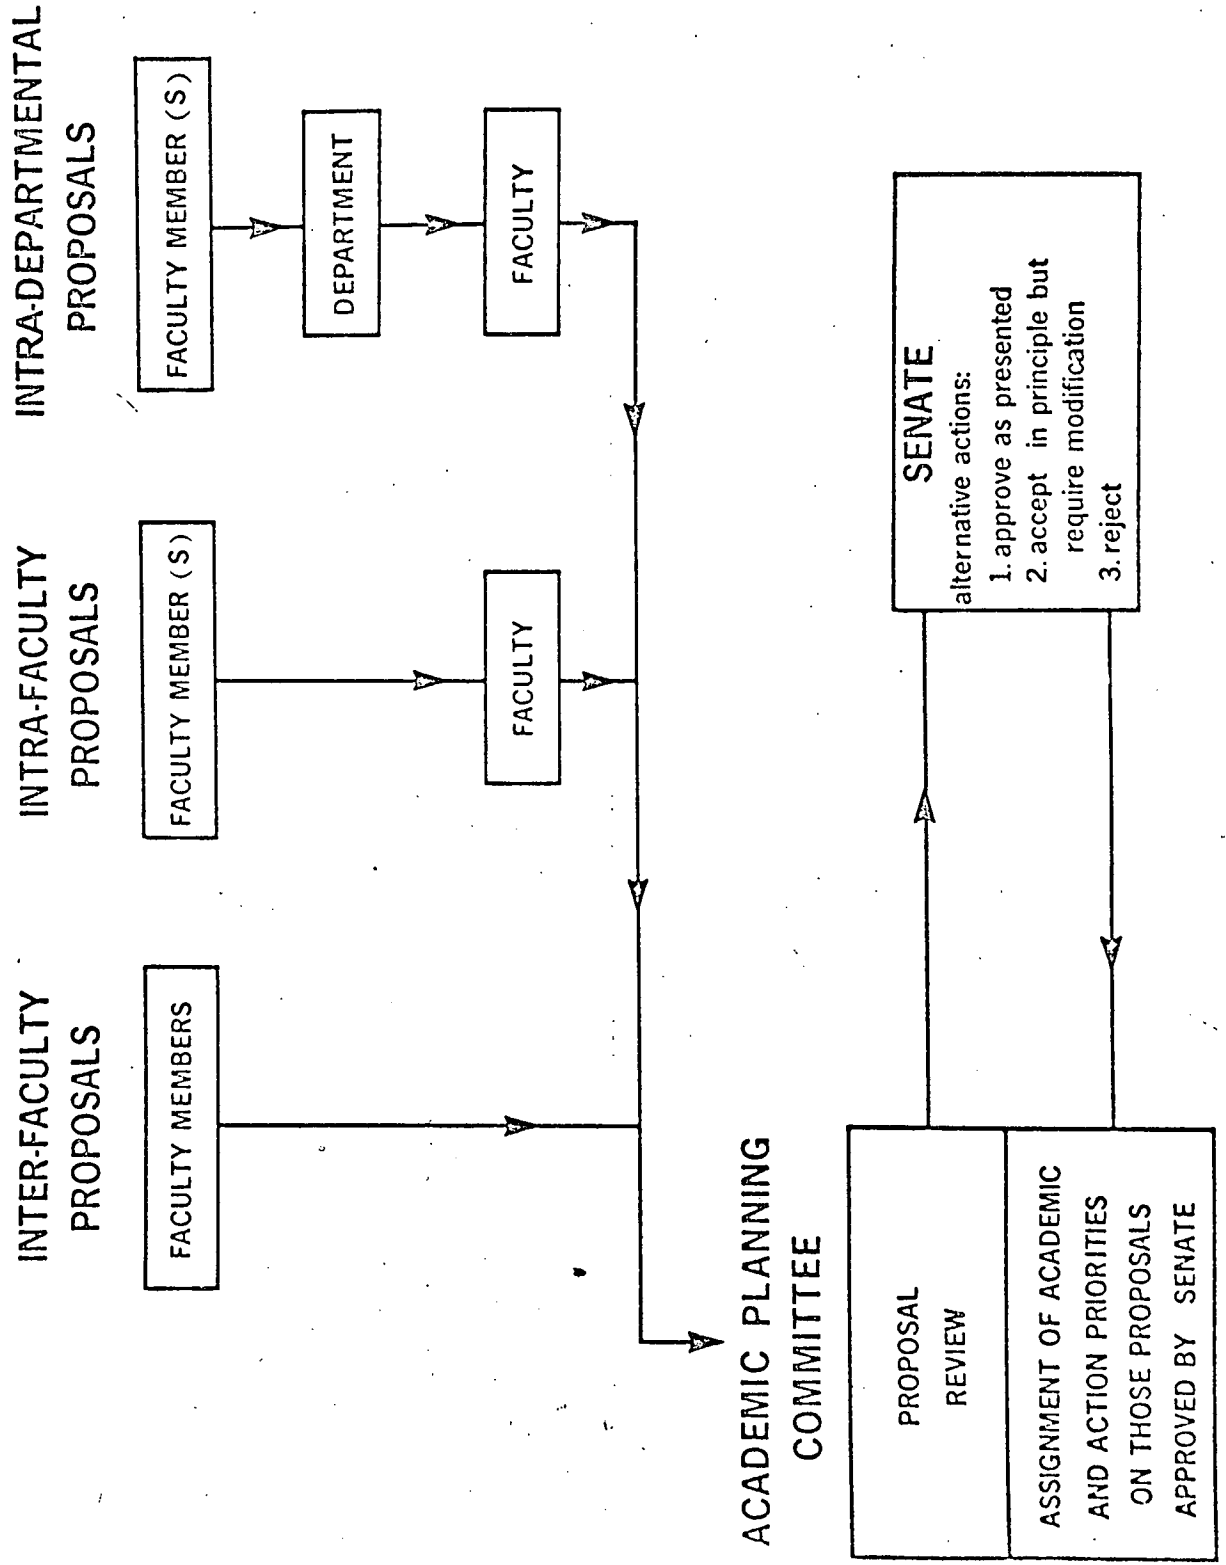 INTER-FACULTY
PROPOSALS
FACULTY MEMBERS
INTRA-FACULTY
PROPOSALS
FACULTY MEMBER (S)
FACULTY
INTRA-DEPARTMENTAL
PROPOSALS
FACULTY MEMBER (S)
DEPARTMENT
FACULTY
ACADEMIC PLANNING
COMMITTEE
PROPOSAL
REVIEW
ASSIGNMENT OF ACADEMIC
AND ACTION PRIORITIES
ON THOSE PROPOSALS
APPROVED BY SENATE
SENATE
alternative actions:
1. approve as presented
2. accept in principle but
require modification
3. reject